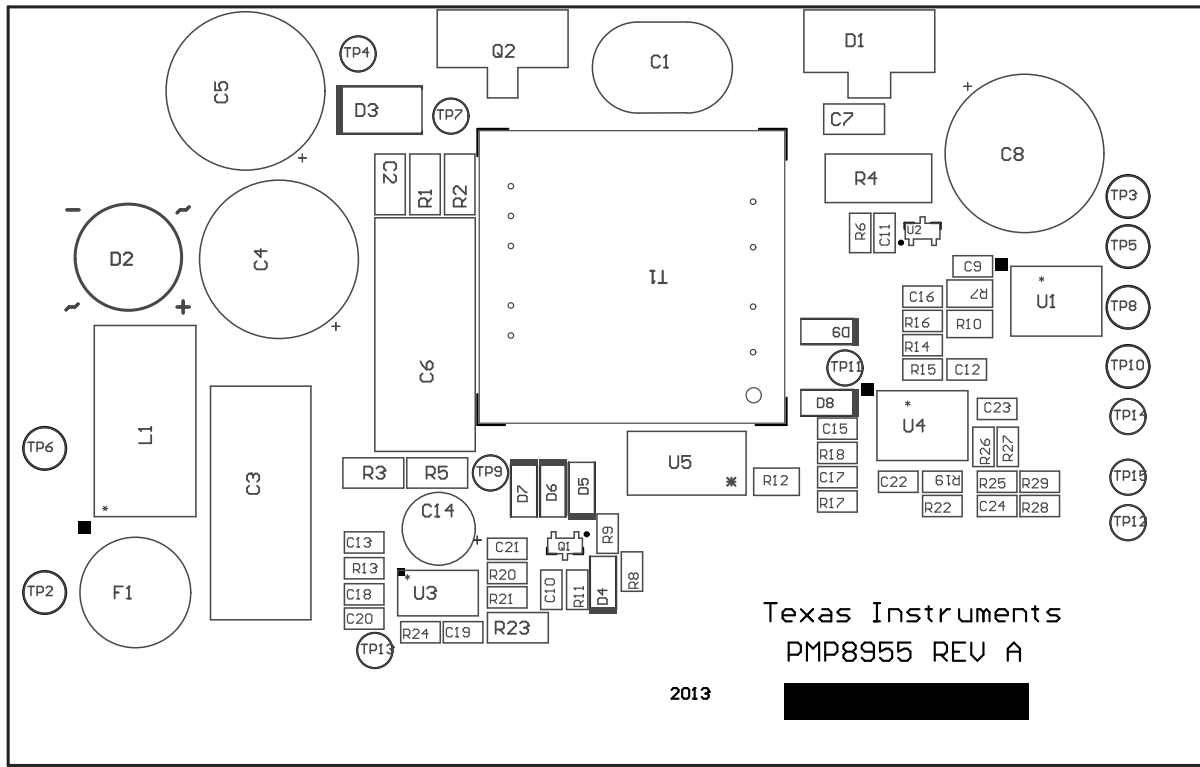 C5
TP4
Q2
C1
D1
D3
TP7
C7
C8
C2
R1
R2
R4
TP3
R6
C11
U2
TP5
D2
C4
T1
C9
U1
C16
R7
TP8
R16
R10
D9
R14
TP11
R15
C12
TP10
C6
D8
C23
TP14
U4
C15
L1
TP6
R18
R26
R27
R3
R5
TP9
U5
C3
D7
D6
D5
R12
C17
C22
R19
R25
R29
TP15
R17
R22
C24
R28
TP12
C14
C13
C21
Q1
R9
R13
R20
R8
TP2
F1
C18
U3
R21
C10
R11
D4
C20
R24
C19
R23
TP13
Texas Instruments
PMP8955 REV A
2013